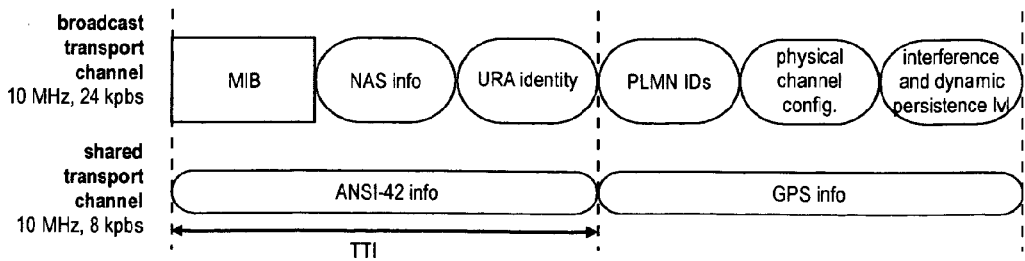 broadcast
transport
channel
10 MHz, 24 kpbs
MIB
NAS info
URA identity
PLMN IDs
physical
channel
config.
interference
and dynamic
persistence lvl
shared
transport
channel
10 MHz, 8 kpbs
ANSI-42 info
GPS info
TTI